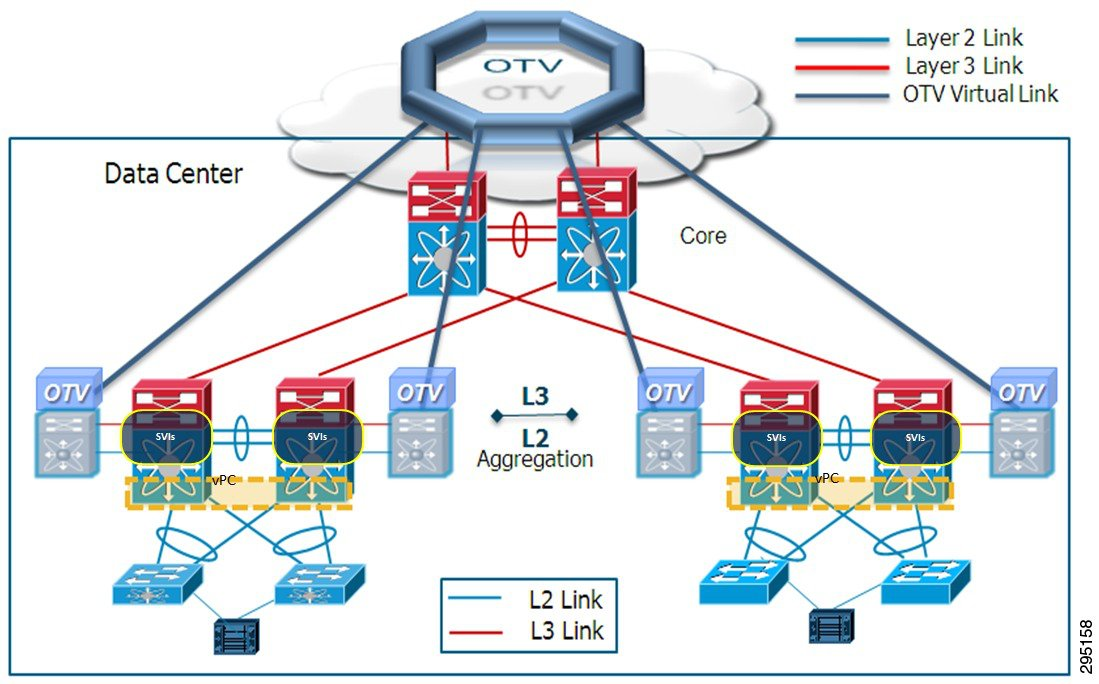 OTV
OTV
Layer 2 Link
Layer 3 Link
OTV Virtual Link
Data Center
Core
OTV
OTV
OTV
OTV
L3
L2
Aggregation
SVIs
SVIs
SVIs
SVIs
vPC
vPC
L2 Link
L3 Link
295158